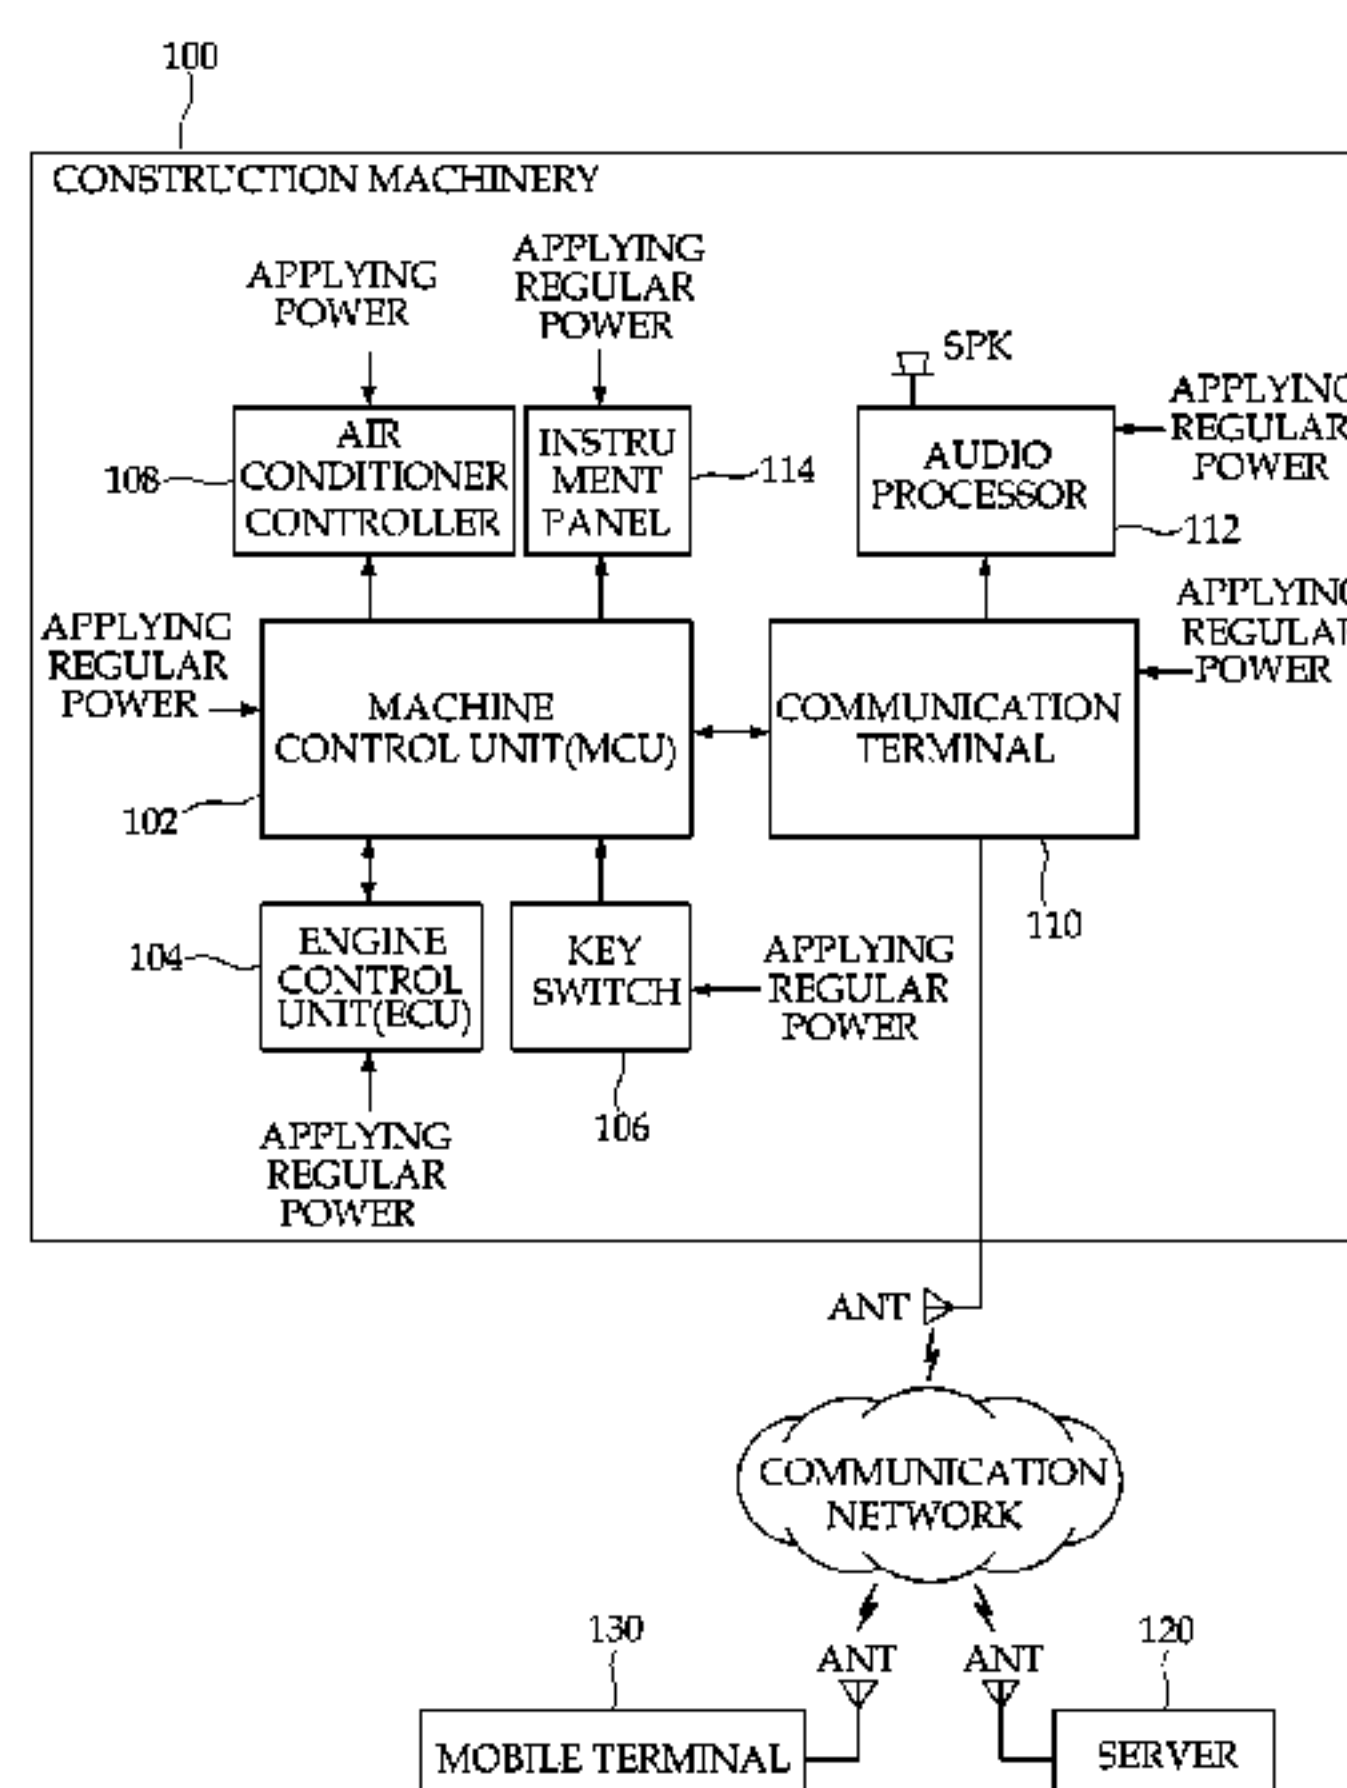 100
CONSTRUCTION MACHINERY
APPLYING
POWER
APPLYING
REGULAR
POWER
SPK
APPLYING
REGULAR
POWER
108
AIR
CONDITIONER
CONTROLLER
INSTRU
MENT
PANEL
114
AUDIO
PROCESSOR
112
APPLYING
REGULAR
POWER
APPLYING
REGULAR
POWER
MACHINE
CONTROL UNIT(MCU)
COMMUNICATION
TERMINAL
102
110
104
ENGINE
CONTROL
UNIT(ECU)
KEY
SWITCH
APPLYING
REGULAR
POWER
106
APPLYING
REGULAR
POWER
ANT
COMMUNICATION
NETWORK
130
120
ANT
ANT
MOBILE TERMINAL
SERVER